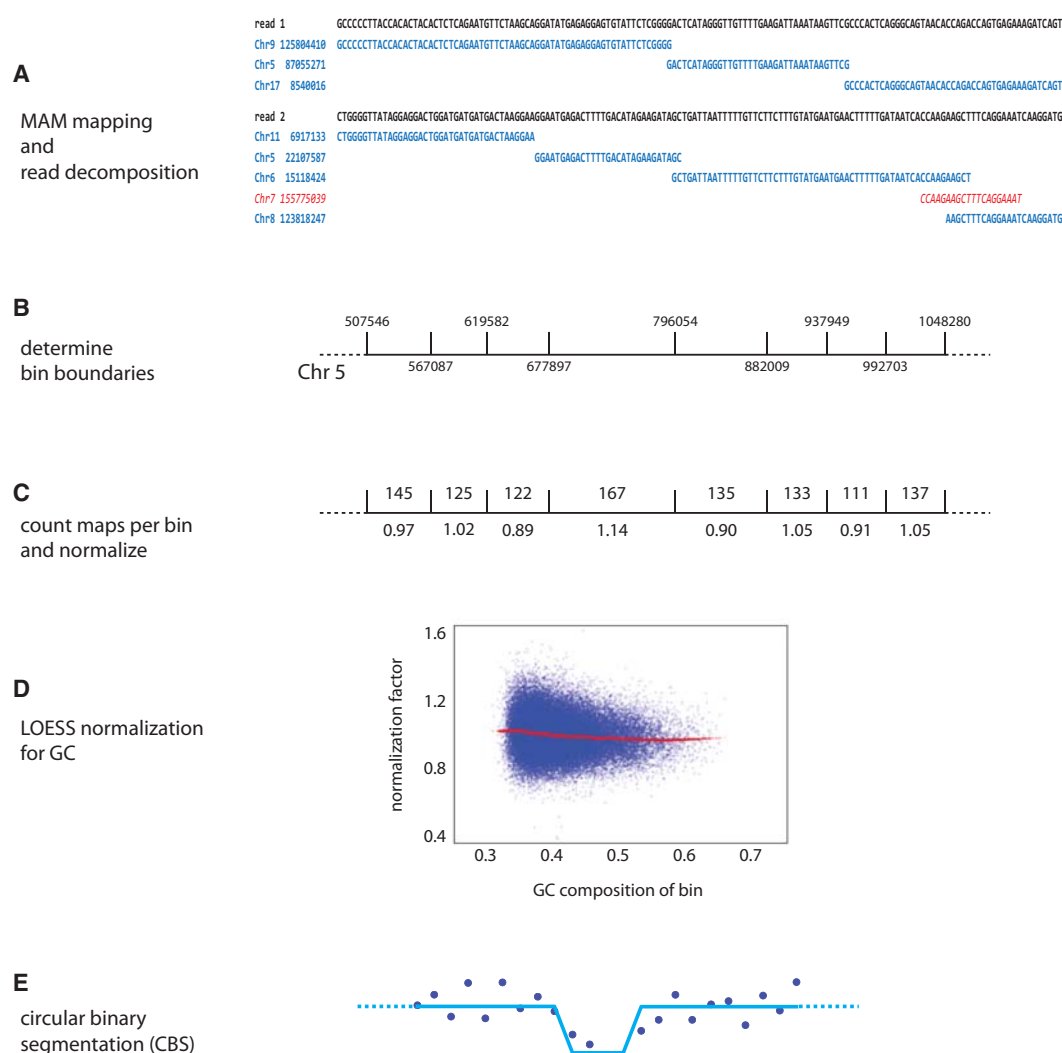 A
MAM mapping
and
read decomposition
read 1 GCCCCCTTACCACACTACACTCTCAGAATGTTCTAAGCAGGATATGAGAGGAGTGTATTCTCGGGGACTCATAGGGTTGTTTTGAAGATTAAATAAGTTCGCCCACTCAGGGCAGTAACACCAGACCAGTGAGAAAGATCAGT
Chr9 125804410 GCCCCCTTACCACACTACACTCTCAGAATGTTCTAAGCAGGATATGAGAGGAGTGTATTCTCGGGG
Chr5 87055271 GACTCATAGGGTTGTTTTGAAGATTAAATAAGTTCG
Chr17 8540016 GCCCACTCAGGGCAGTAACACCAGACCAGTGAGAAAGATCAGT
read 2 CTGGGGTTATAGGAGGACTGGATGATGATGACTAAGGAAGGAATGAGACTTTTGACATAGAAGATAGCTGATTAATTTTTGTTCTTCTTTGTATGAATGAACTTTTTGATAATCACCAAGAAGCTTTCAGGAAATCAAGGATG
Chr11 6917133 CTGGGGTTATAGGAGGACTGGATGATGATGACTAAGGAA
Chr5 22107587 GGAATGAGACTTTTGACATAGAAGATAGC
Chr6 15118424 GCTGATTAATTTTTGTTCTTCTTTGTATGAATGAACTTTTTGATAATCACCAAGAAGCT
Chr7 155775039 CCAAGAAGCTTTCAGGAAAT
Chr8 123818247 AAGCTTTCAGGAAATCAAGGATG
B
determine
bin boundaries
507546 619582 796054 937949 1048280
Chr 5 567087 677897 882009 992703
C
count maps per bin
and normalize
145 125 122 167 135 133 111 137
0.97 1.02 0.89 1.14 0.90 1.05 0.91 1.05
D
LOESS normalization
for GC
normalization factor
1.6
1.2
0.8
0.4
0.3 0.4 0.5 0.6 0.7
GC composition of bin
E
circular binary
segmentation (CBS)